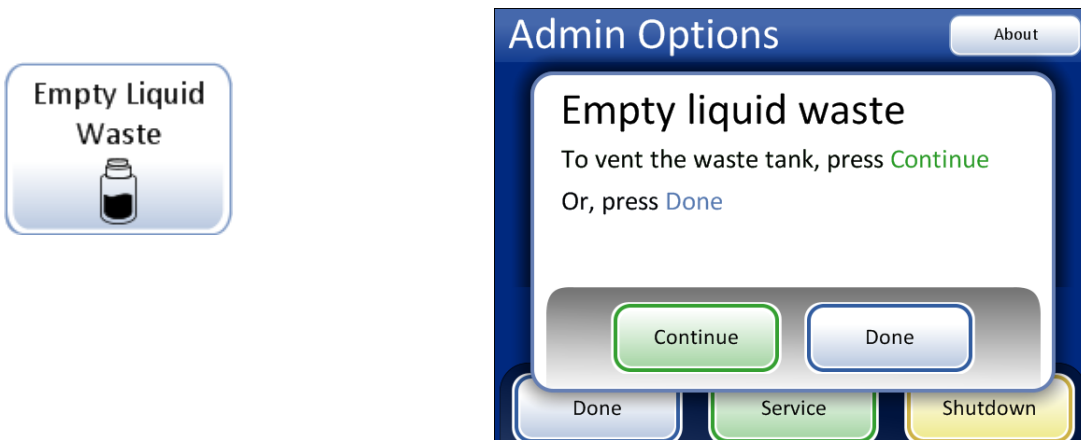 Empty Liquid
Waste
Admin Options
About
Empty liquid waste
To vent the waste tank, press Continue
Or, press Done
Continue
Done
Done
Service
Shutdown